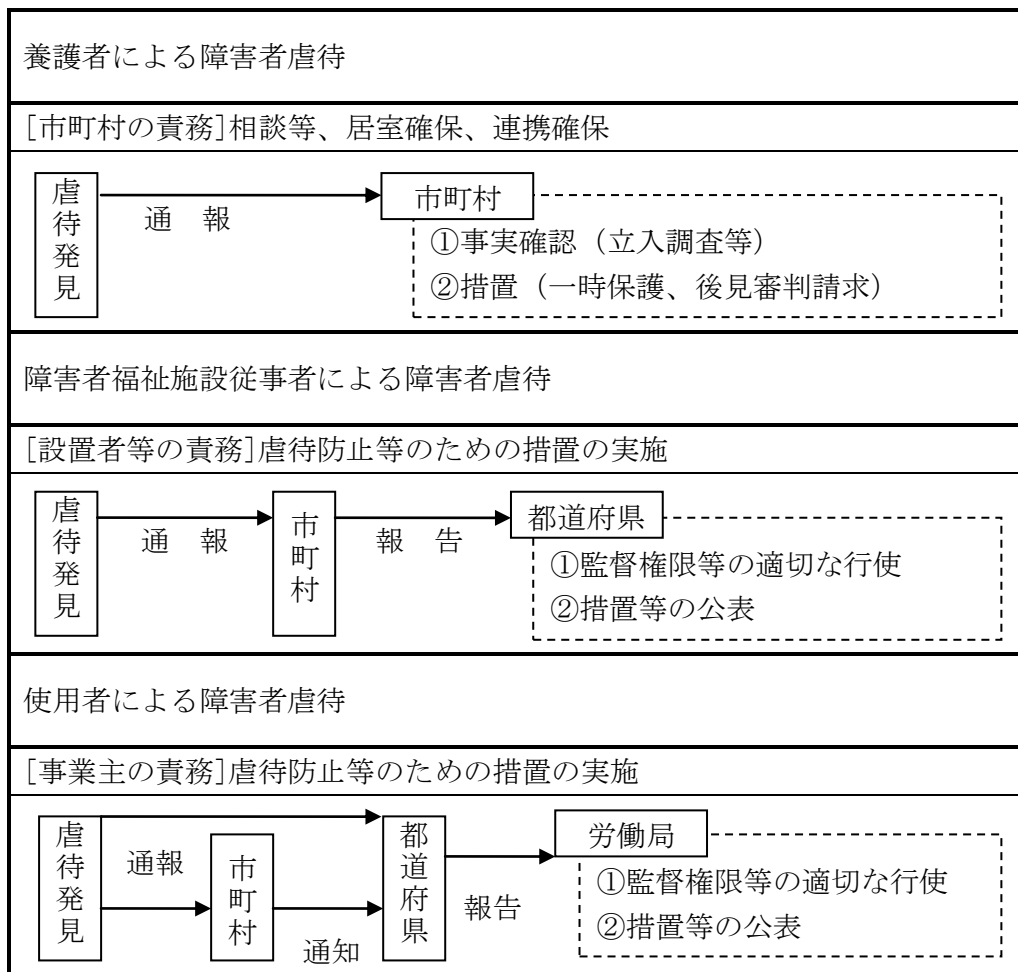 養護者による障害者虐待
[市町村の責務]相談等、居室確保、連携確保
虐待発見
通　報
市町村
①事実確認（立入調査等）
②措置（一時保護、後見審判請求）
障害者福祉施設従事者による障害者虐待
[設置者等の責務]虐待防止等のための措置の実施
虐待発見
通　報
市町村
報　告
都道府県
①監督権限等の適切な行使
②措置等の公表
使用者による障害者虐待
[事業主の責務]虐待防止等のための措置の実施
虐待発見
通報
市町村
通知
都道府県
報告
労働局
①監督権限等の適切な行使
②措置等の公表